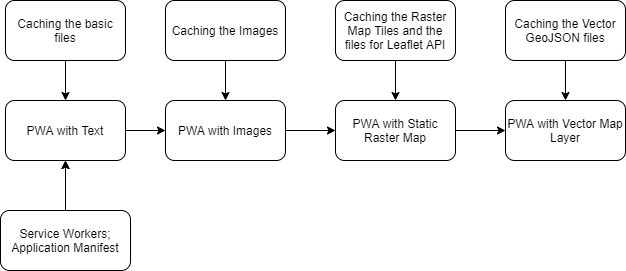 Caching the basic
files
Caching the Images
Caching the Raster
Map Tiles and the
files for Leaflet API
Caching the Vector
GeoJSON files
PWA with Text
PWA with Images
PWA with Static
Raster Map
PWA with Vector Map
Layer
Service Workers;
Application Manifest